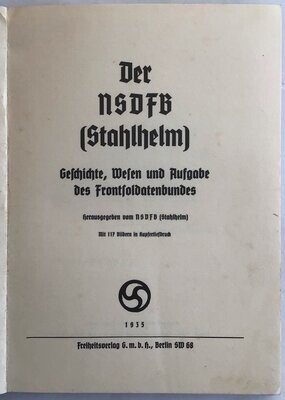 Der
NSDFB
(Stahlhelm)
Geschichte, Wesen und Aufgabe
des Frontsoldatenbundes
Herausgegeben vom NSDFB (Stahlhelm)
Mit 117 Bildern in Kupfertiefdruck
1935
Freiheitsverlag G. m. b. H., Berlin SW 68